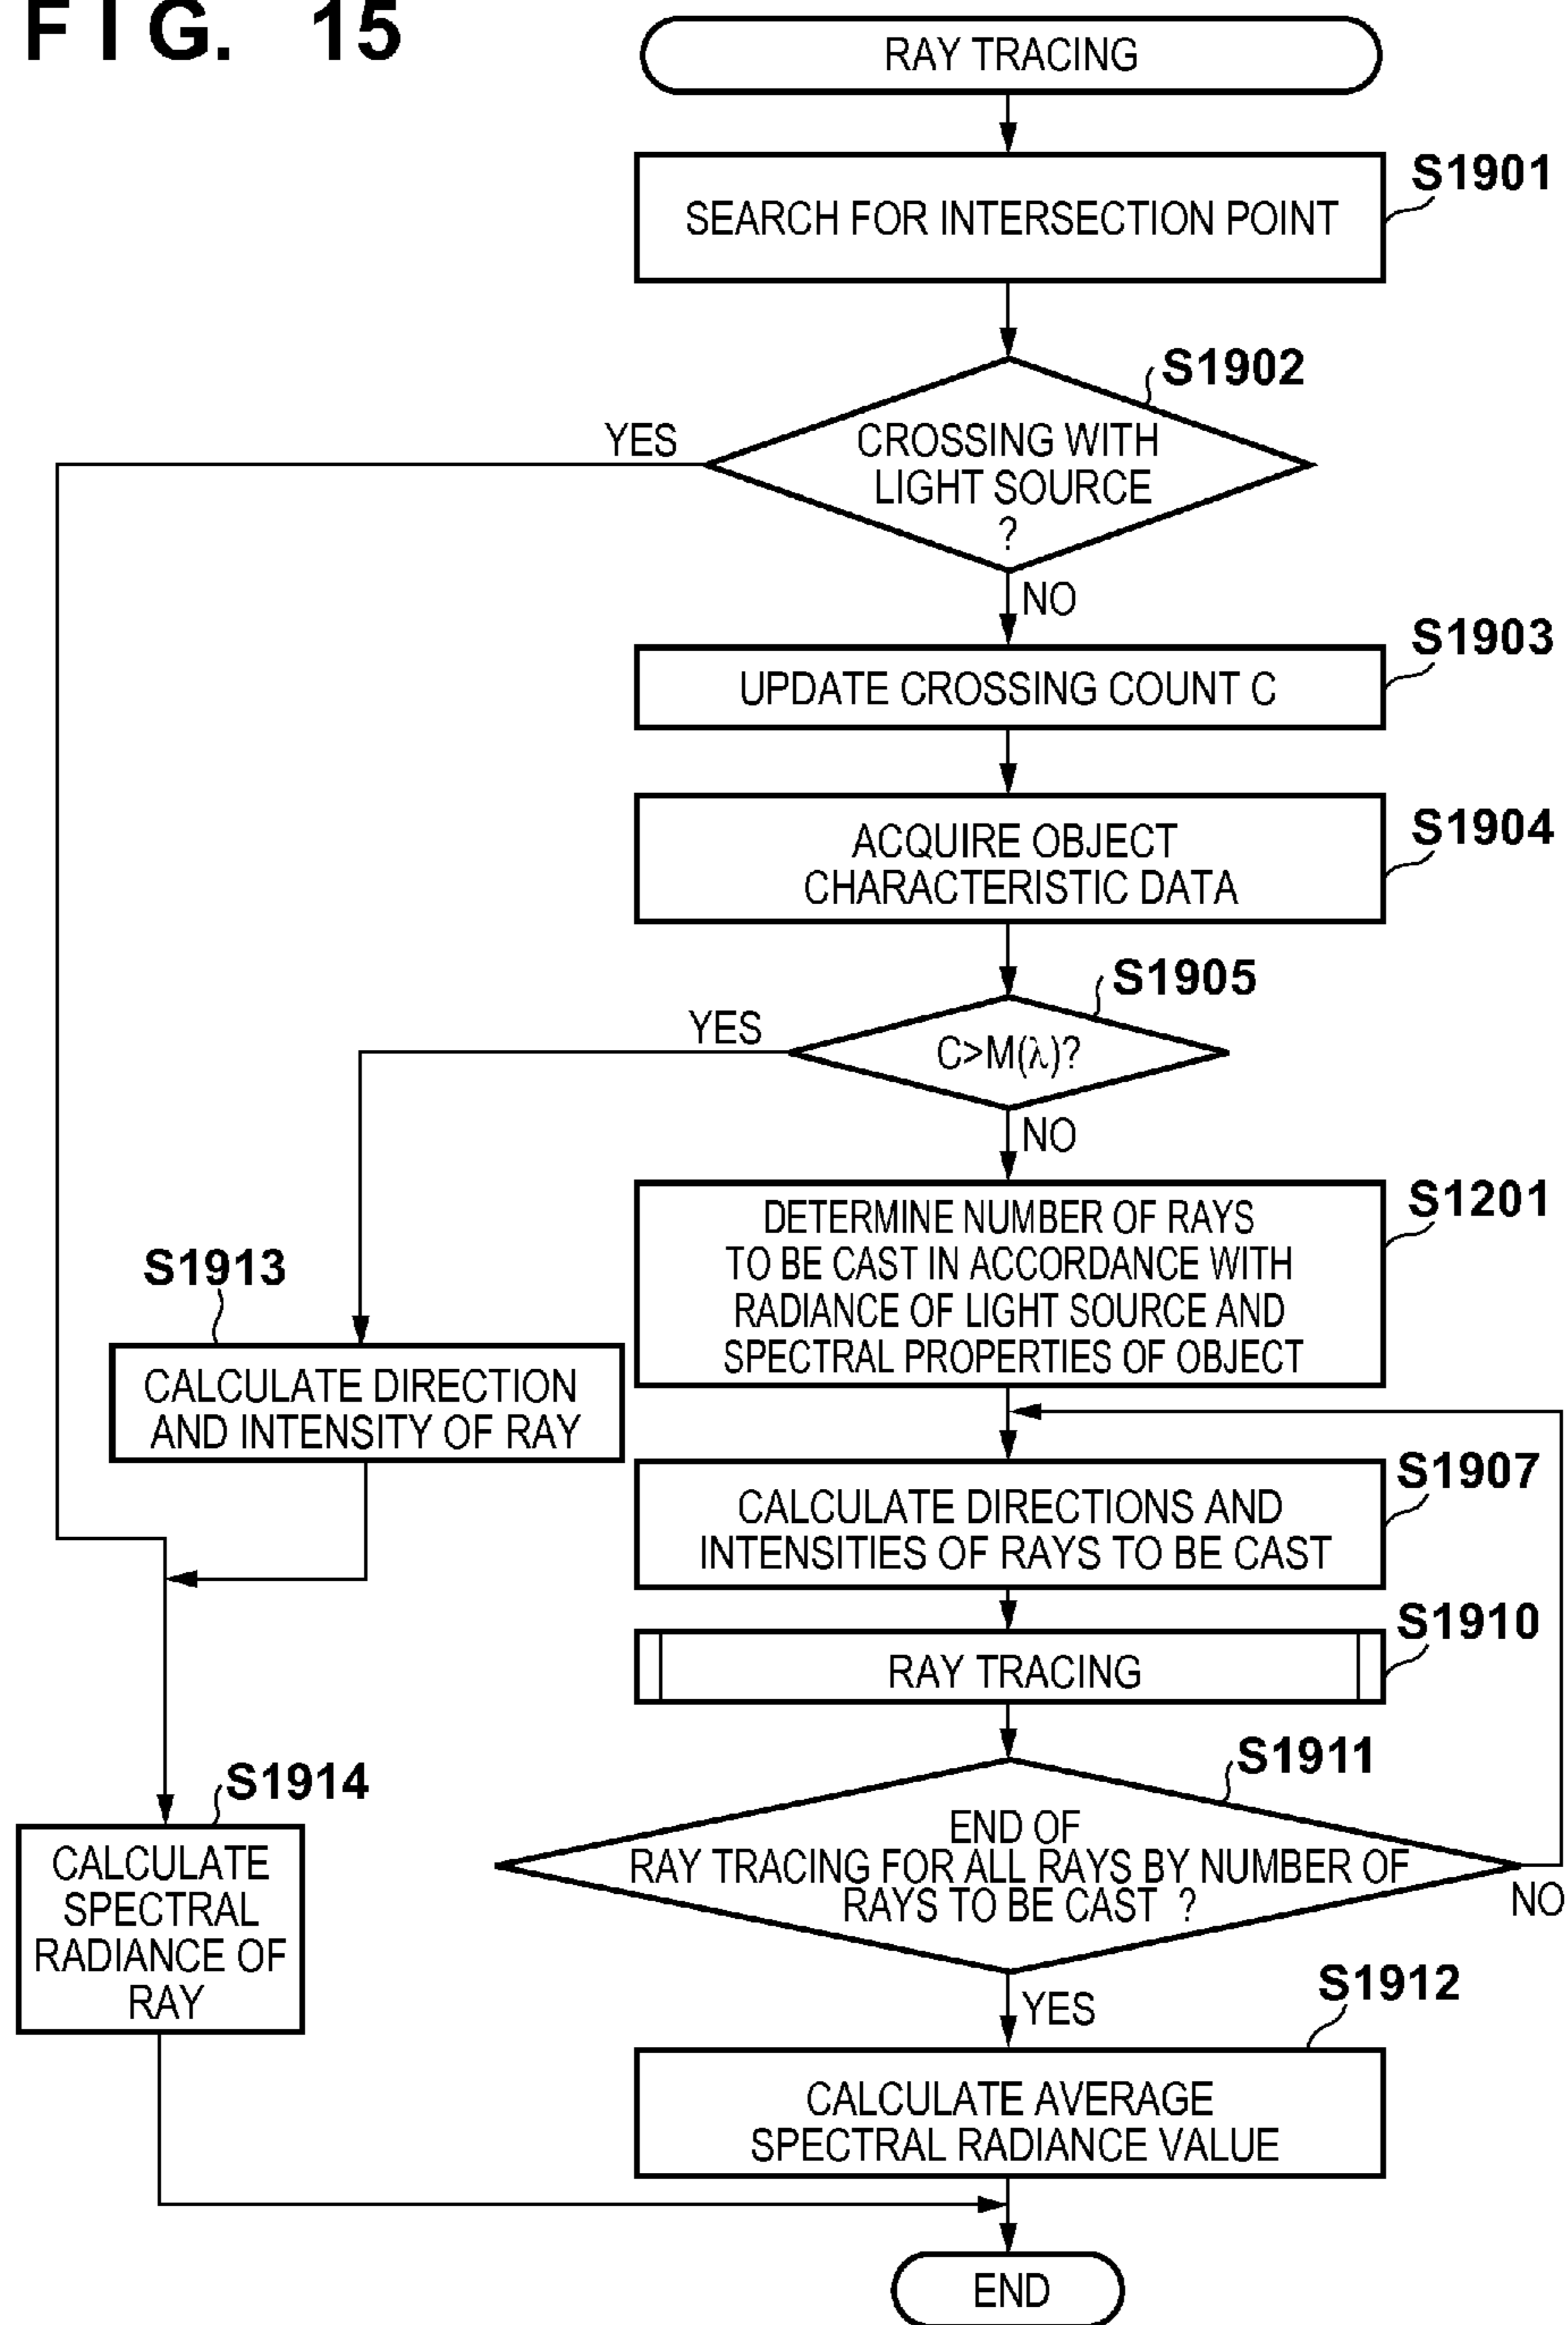 FIG. 15
RAY TRACING
S1901
SEARCH FOR INTERSECTION POINT
S1902
YES
CROSSING WITH
LIGHT SOURCE
?
NO
S1903
UPDATE CROSSING COUNT C
S1904
ACQUIRE OBJECT
CHARACTERISTIC DATA
S1905
YES
C>M(λ)?
NO
S1201
DETERMINE NUMBER OF RAYS
TO BE CAST IN ACCORDANCE WITH
RADIANCE OF LIGHT SOURCE AND
SPECTRAL PROPERTIES OF OBJECT
S1913
CALCULATE DIRECTION
AND INTENSITY OF RAY
S1907
CALCULATE DIRECTIONS AND
INTENSITIES OF RAYS TO BE CAST
S1910
RAY TRACING
S1911
END OF
RAY TRACING FOR ALL RAYS BY NUMBER OF
RAYS TO BE CAST ?
NO
S1914
CALCULATE
SPECTRAL
RADIANCE OF
RAY
YES
S1912
CALCULATE AVERAGE
SPECTRAL RADIANCE VALUE
END